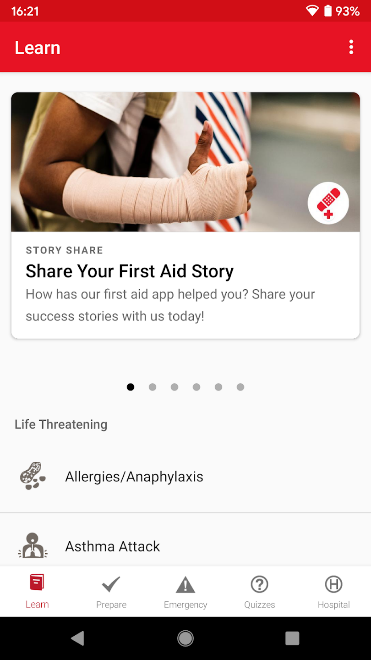 16:21
93%
Learn
STORY SHARE
Share Your First Aid Story
How has our first aid app helped you? Share your
success stories with us today!
Life Threatening
Allergies/Anaphylaxis
Asthma Attack
Learn
Prepare
Emergency
Quizzes
H
Hospital